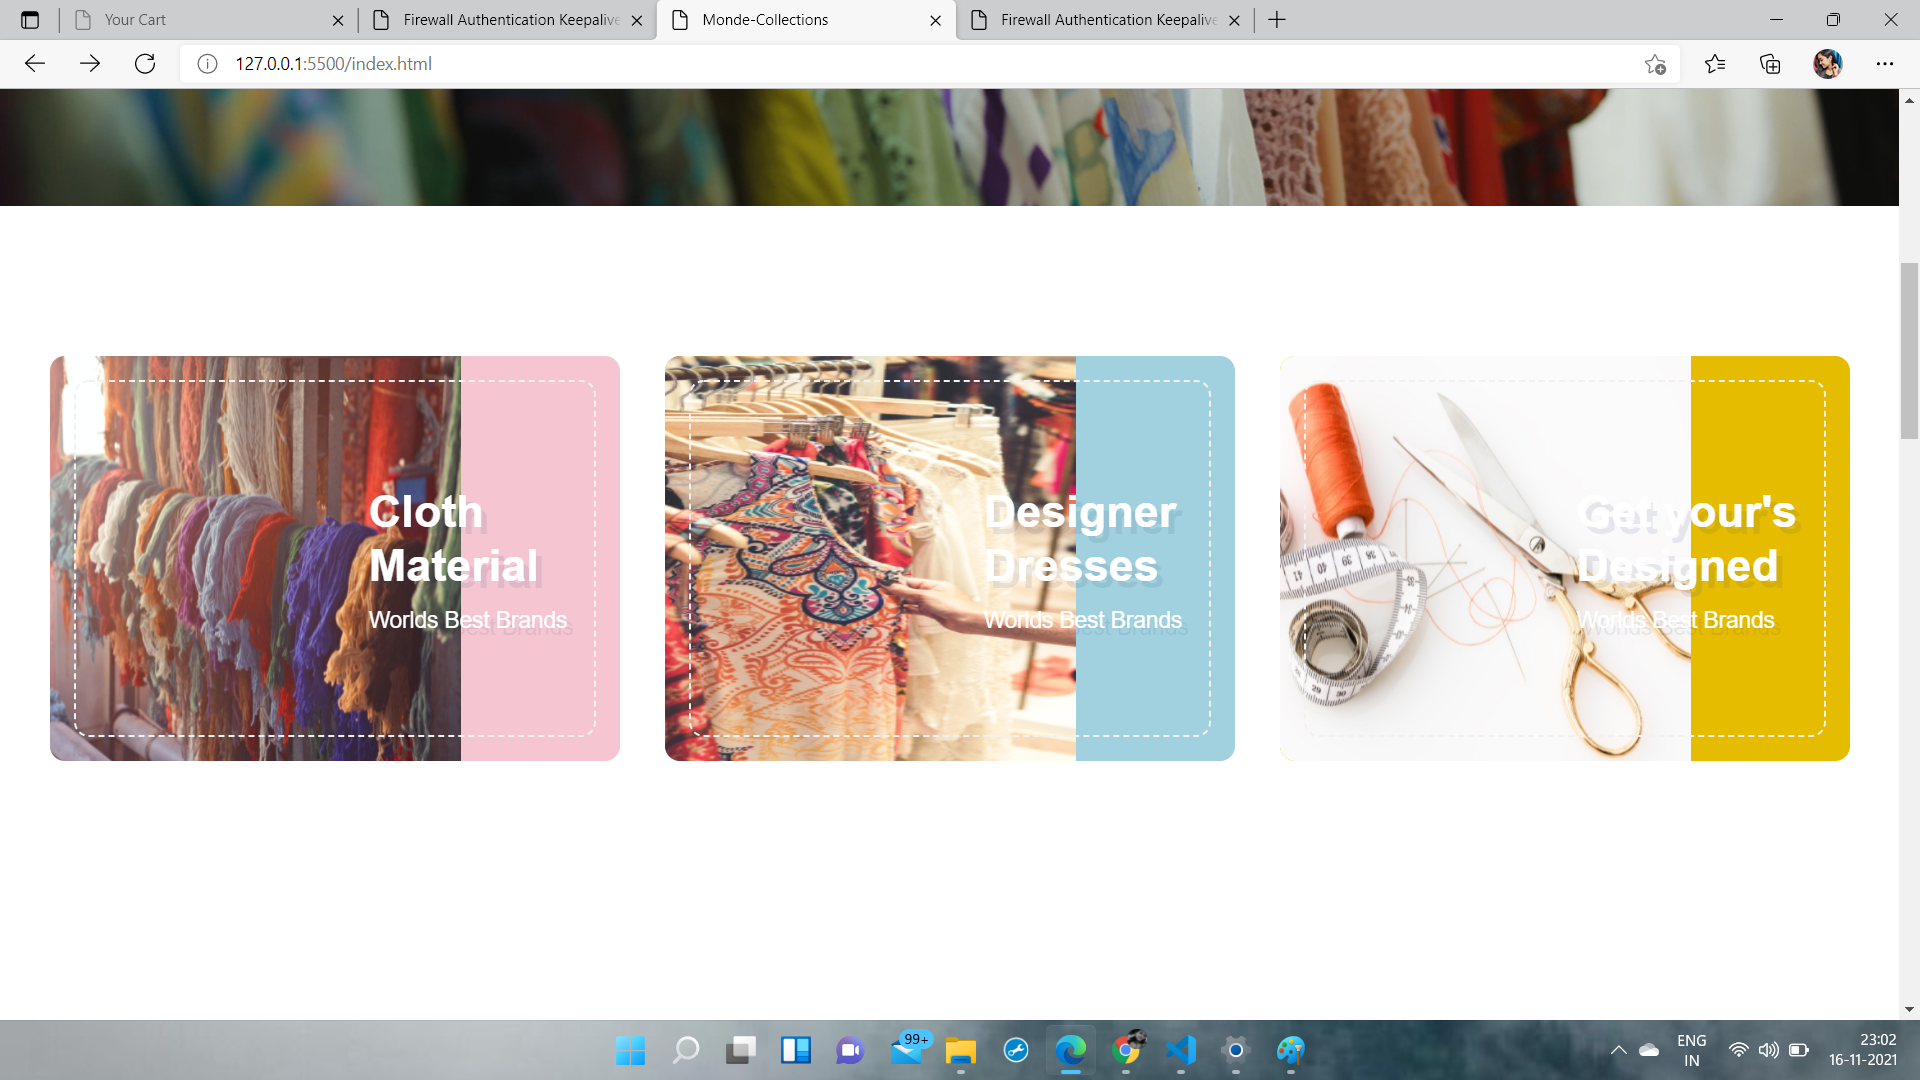 Your Cart
Firewall Authentication Keepalive
Monde-Collections
Firewall Authentication Keepalive
127.0.0.1:5500/index.html
Cloth
Material
Worlds Best Brands
Designer
Dresses
Worlds Best Brands
Get your's
Designed
Worlds Best Brands
99+
ENG
IN
23:02
16-11-2021